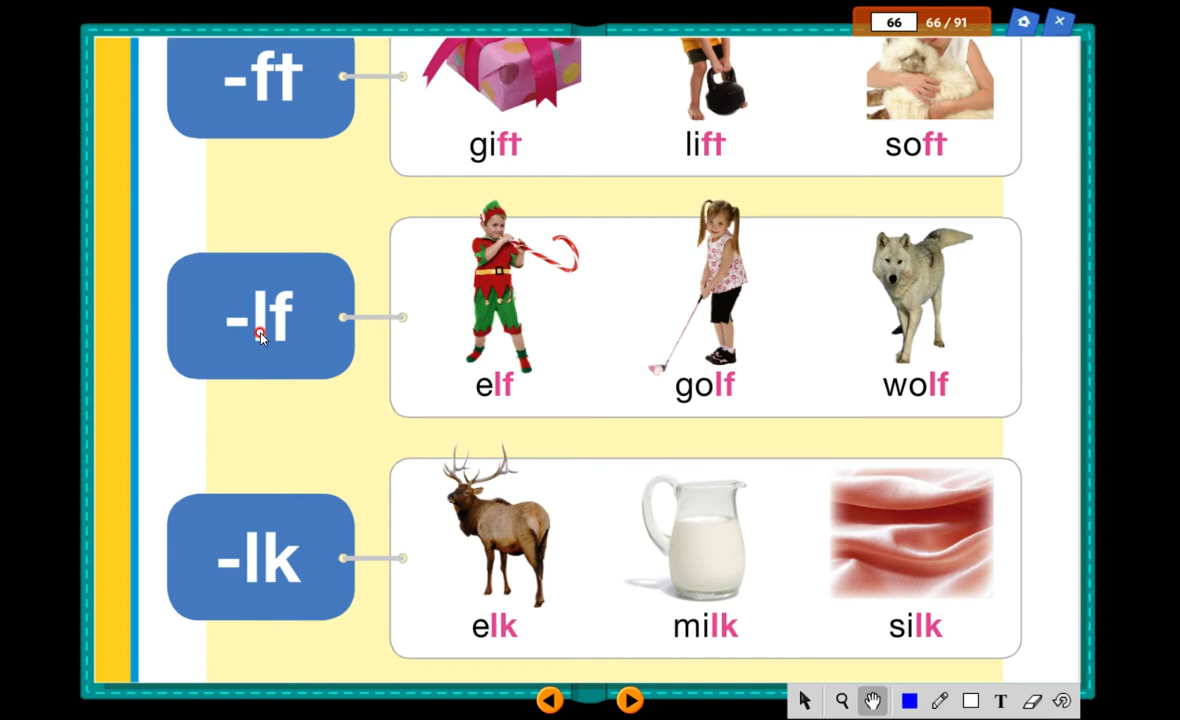 66 66 / 91
-ft
gift lift soft
-lf
elf golf wolf
-lk
elk milk silk
T